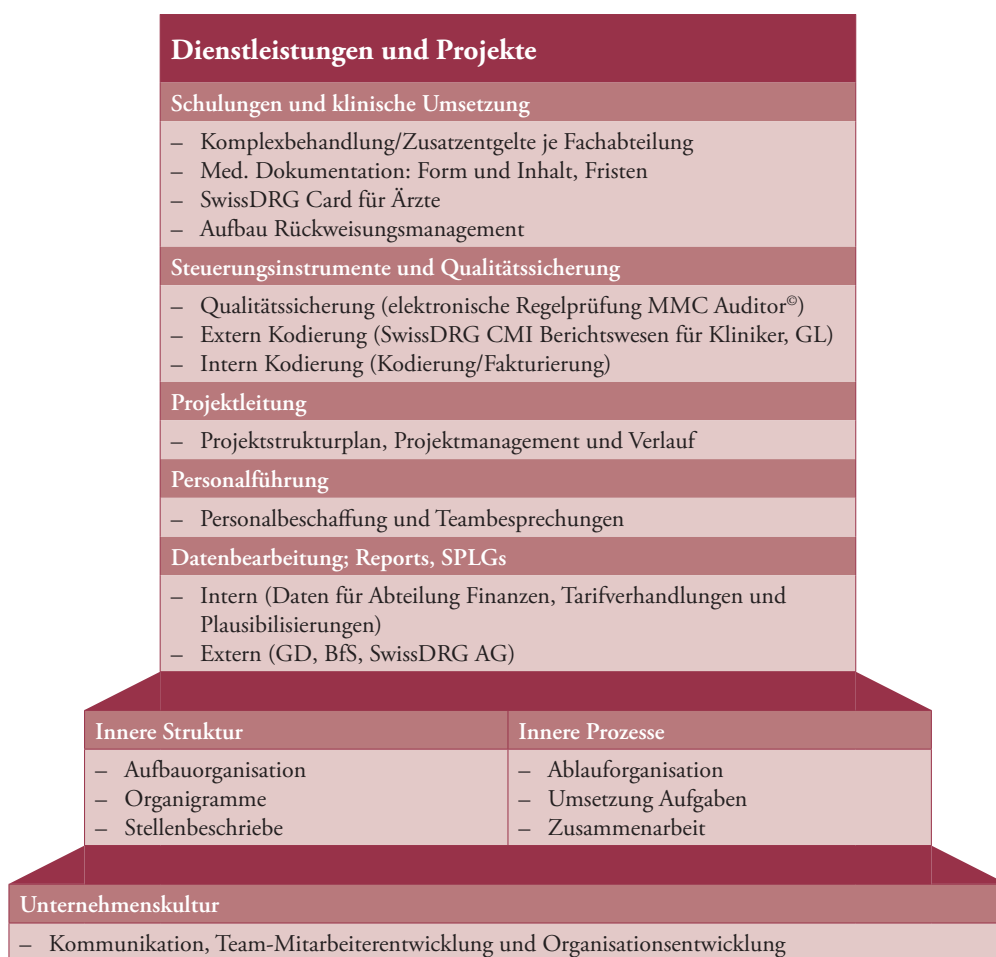 Dienstleistungen und Projekte
Schulungen und klinische Umsetzung
– Komplexbehandlung/Zusatzentgelte je Fachabteilung
– Med. Dokumentation: Form und Inhalt, Fristen
– SwissDRG Card für Ärzte
– Aufbau Rückweisungsmanagement
Steuerungsinstrumente und Qualitätssicherung
– Qualitätssicherung (elektronische Regelprüfung MMC Auditor©)
– Extern Kodierung (SwissDRG CMI Berichtswesen für Kliniker, GL)
– Intern Kodierung (Kodierung/Fakturierung)
Projektleitung
– Projektstrukturplan, Projektmanagement und Verlauf
Personalführung
– Personalbeschaffung und Teambesprechungen
Datenbearbeitung; Reports, SPLGs
– Intern (Daten für Abteilung Finanzen, Tarifverhandlungen und
Plausibilisierungen)
– Extern (GD, BfS, SwissDRG AG)
Innere Struktur
– Aufbauorganisation
– Organigramme
– Stellenbeschriebe
Innere Prozesse
– Ablauforganisation
– Umsetzung Aufgaben
– Zusammenarbeit
Unternehmenskultur
– Kommunikation, Team-Mitarbeiterentwicklung und Organisationsentwicklung